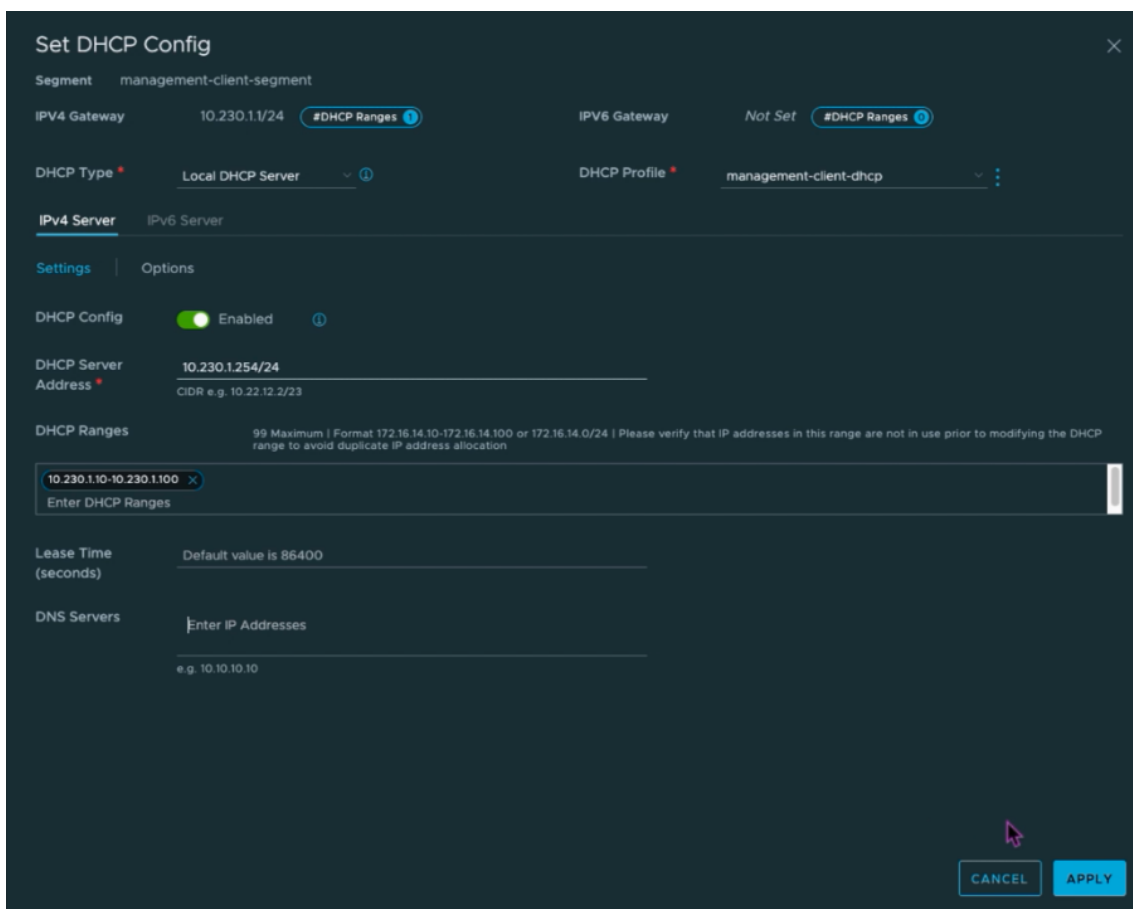 Set DHCP Config
Segment management-client-segment
IPV4 Gateway 10.230.1.1/24 #DHCP Ranges 1 IPV6 Gateway Not Set #DHCP Ranges 0
DHCP Type * Local DHCP Server DHCP Profile * management-client-dhcp
IPv4 Server IPv6 Server
Settings | Options
DHCP Config Enabled
DHCP Server
Address * 10.230.1.254/24
CIDR e.g. 10.22.12.2/23
DHCP Ranges 99 Maximum | Format 172.16.14.10-172.16.14.100 or 172.16.14.0/24 | Please verify that IP addresses in this range are not in use prior to modifying the DHCP
range to avoid duplicate IP address allocation
10.230.1.10-10.230.1.100
Enter DHCP Ranges
Lease Time
(seconds) Default value is 86400
DNS Servers Enter IP Addresses
e.g. 10.10.10.10
CANCEL APPLY